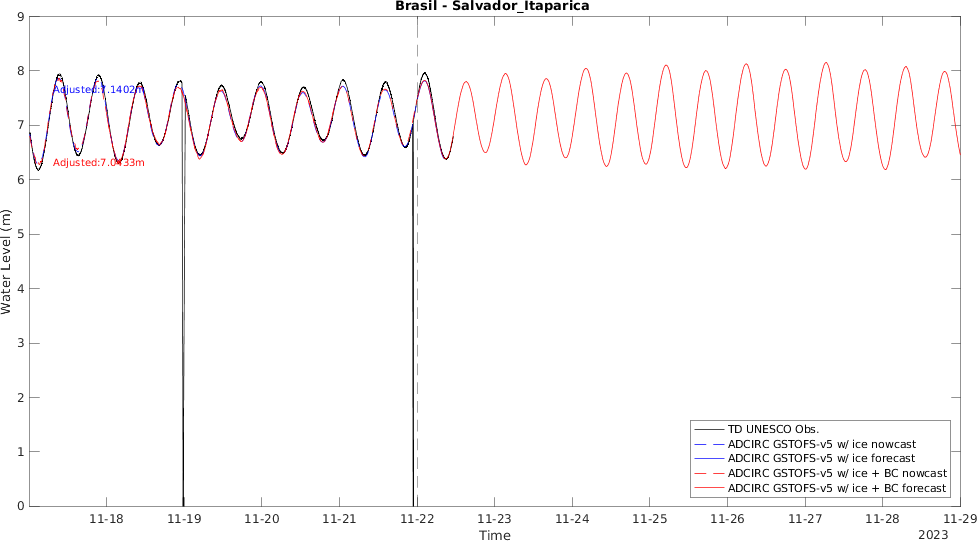 Brasil - Salvador_Itaparica
9
8
7
6
5
4
3
2
1
0
Water Level (m)
Adjusted:7.1402m
Adjusted:7.0433m
TD UNESCO Obs.
ADCIRC GSTOFS-v5 w/ ice nowcast
ADCIRC GSTOFS-v5 w/ ice forecast
ADCIRC GSTOFS-v5 w/ ice + BC nowcast
ADCIRC GSTOFS-v5 w/ ice + BC forecast
11-18 11-19 11-20 11-21 11-22 11-23 11-24 11-25 11-26 11-27 11-28 11-29
Time
2023